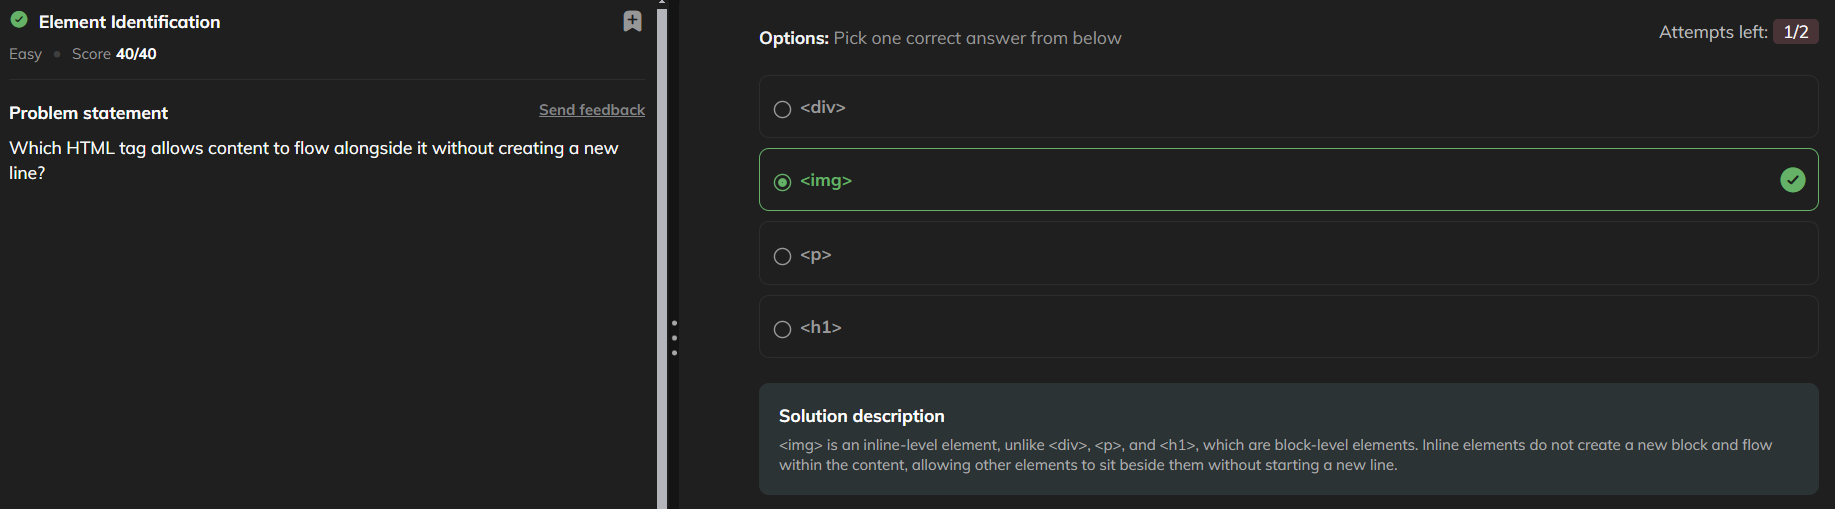 Element Identification
Easy • Score 40/40
Problem statement
Send feedback
Which HTML tag allows content to flow alongside it without creating a new
line?
Options: Pick one correct answer from below
Attempts left: 1/2
<div>
<img>
<p>
<h1>
Solution description
<img> is an inline-level element, unlike <div>, <p>, and <h1>, which are block-level elements. Inline elements do not create a new block and flow
within the content, allowing other elements to sit beside them without starting a new line.